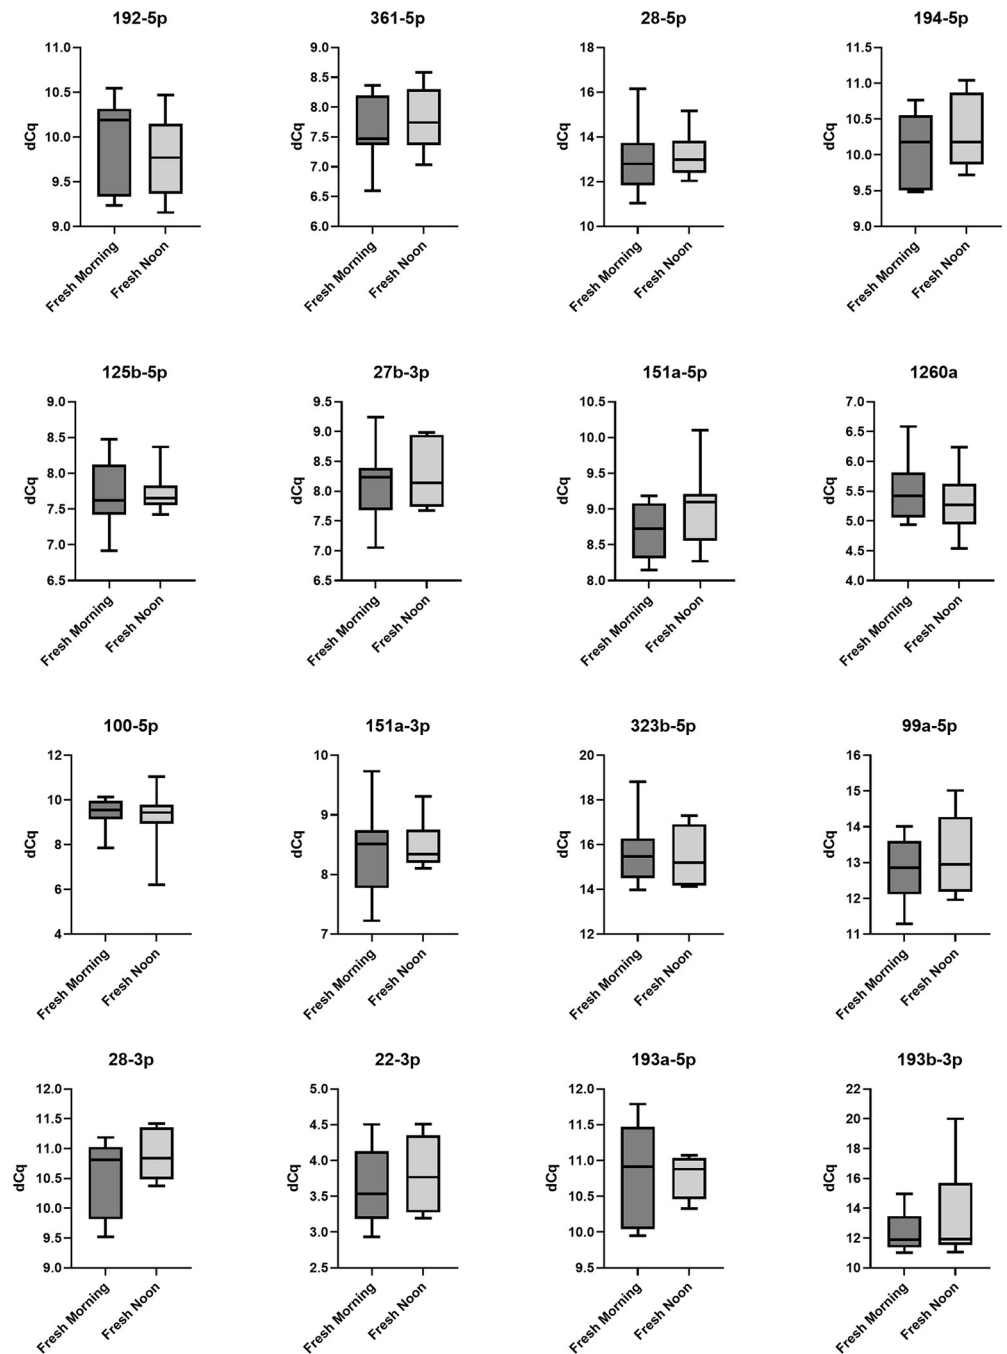 192-5p
361-5p
28-5p
194-5p
11.0
10.5
10.0
9.5
9.0
dCq
Fresh Morning
Fresh Noon
9.0
8.5
8.0
7.5
7.0
6.5
6.0
dCq
Fresh Morning
Fresh Noon
18
16
14
12
10
dCq
Fresh Morning
Fresh Noon
11.5
11.0
10.5
10.0
9.5
9.0
dCq
Fresh Morning
Fresh Noon
125b-5p
27b-3p
151a-5p
1260a
9.0
8.5
8.0
7.5
7.0
6.5
dCq
Fresh Morning
Fresh Noon
9.5
9.0
8.5
8.0
7.5
7.0
6.5
dCq
Fresh Morning
Fresh Noon
10.5
10.0
9.5
9.0
8.5
8.0
dCq
Fresh Morning
Fresh Noon
7.0
6.5
6.0
5.5
5.0
4.5
4.0
dCq
Fresh Morning
Fresh Noon
100-5p
151a-3p
323b-5p
99a-5p
12
10
8
6
4
dCq
Fresh Morning
Fresh Noon
10
9
8
7
dCq
Fresh Morning
Fresh Noon
20
18
16
14
12
dCq
Fresh Morning
Fresh Noon
16
15
14
13
12
11
dCq
Fresh Morning
Fresh Noon
28-3p
22-3p
193a-5p
193b-3p
12.0
11.5
11.0
10.5
10.0
9.5
9.0
dCq
Fresh Morning
Fresh Noon
5.0
4.5
4.0
3.5
3.0
2.5
dCq
Fresh Morning
Fresh Noon
12.0
11.5
11.0
10.5
10.0
9.5
dCq
Fresh Morning
Fresh Noon
22
20
18
16
14
12
10
dCq
Fresh Morning
Fresh Noon